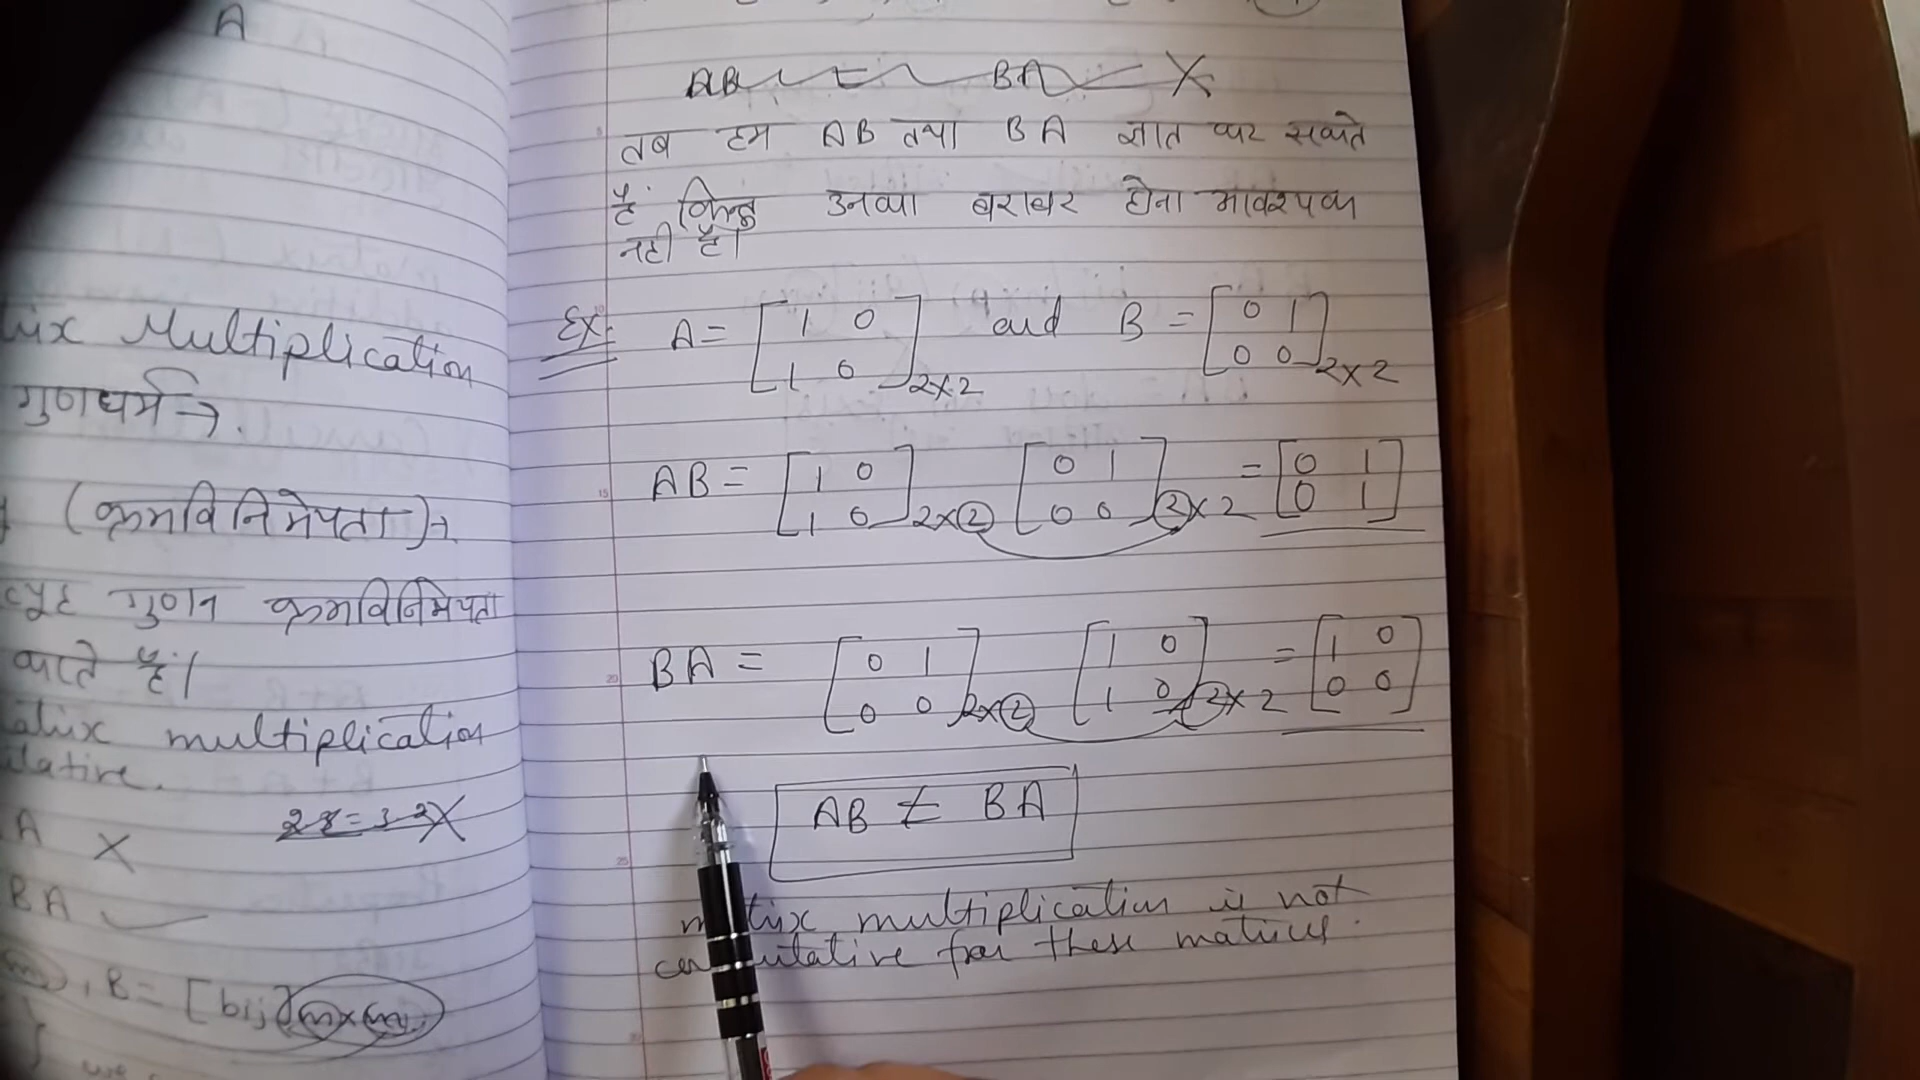 A
ix Multiplication
गुणधर्म →.
(क्रमविनिमेयता) →
गुणन क्रमविनिमेयता
करते हैं।
multiplication
A X
BA
, B = [bij]
AB = BA X
तब हम AB तथा BA ज्ञात कर सकते
हैं किन्तु उनका बराबर होना आवश्यक
नहीं है।
Ex:- A = [1 0
1 0]2×2 and B = [0 1
0 0]2×2
AB = [1 0
1 0]2×2 [0 1
0 0]2×2 = [0 1
0 1]
BA = [0 1
0 0]2×2 [1 0
1 0]2×2 = [1 0
0 0]
AB ≠ BA
multiplication is not
for these matrices.